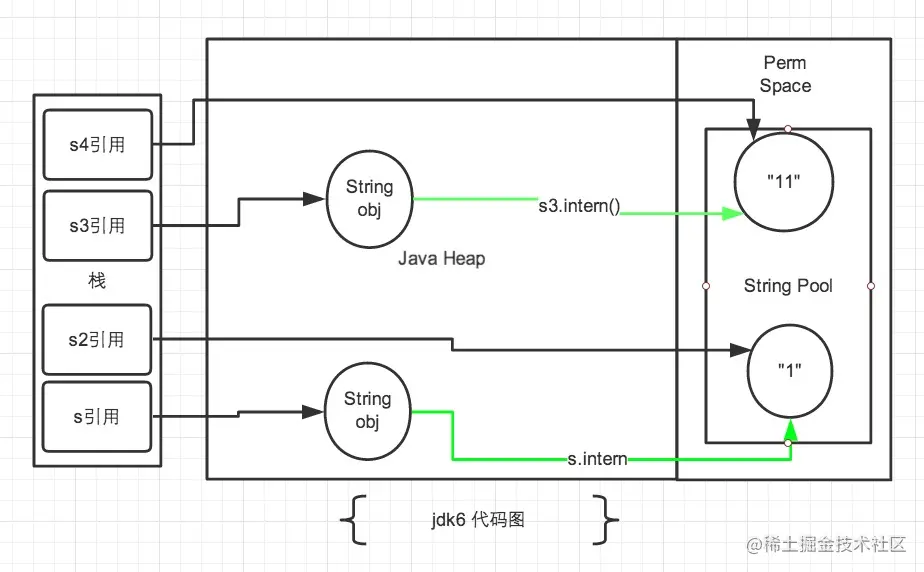 Perm
Space
s4引用
"11"
String
obj
s3.intern()
s3引用
Java Heap
栈
String Pool
s2引用
"1"
String
obj
s引用
s.intern
jdk6 代码图
@稀土掘金技术社区